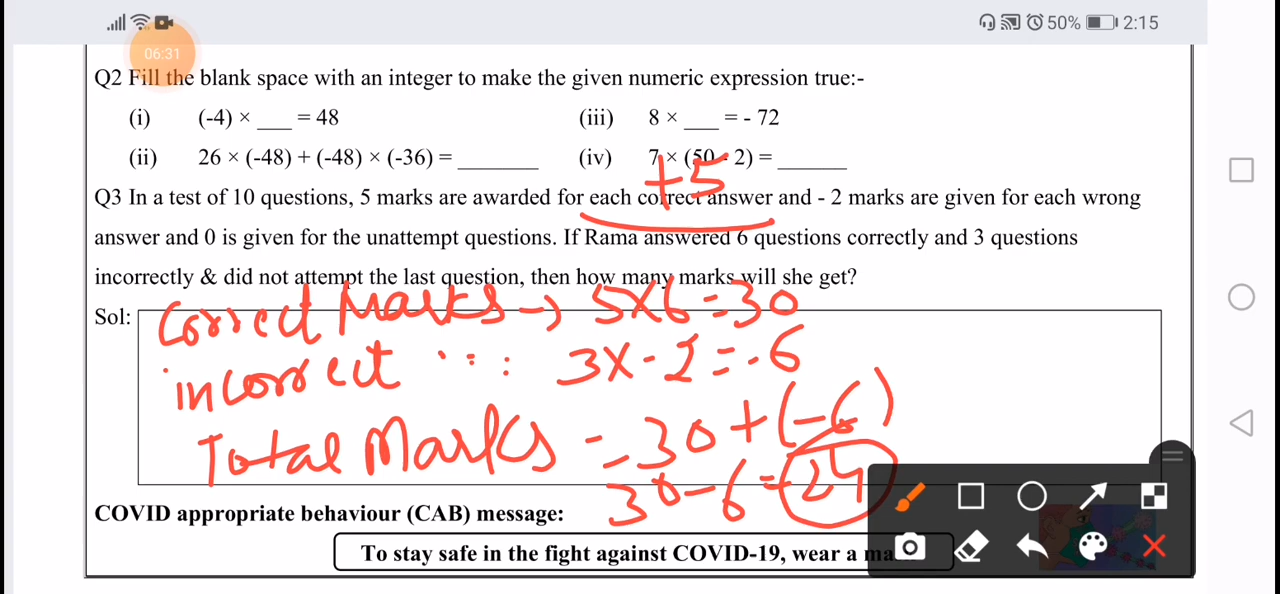 50% 2:15
06:31
Q2 Fill the blank space with an integer to make the given numeric expression true:-
(i) (-4) × ___ = 48 (iii) 8 × ___ = - 72
(ii) 26 × (-48) + (-48) × (-36) = ________ (iv) 7 × (50 - 2) = _______
+5
Q3 In a test of 10 questions, 5 marks are awarded for each correct answer and - 2 marks are given for each wrong
answer and 0 is given for the unattempt questions. If Rama answered 6 questions correctly and 3 questions
incorrectly & did not attempt the last question, then how many marks will she get?
Sol:
Correct Marks → 5x6=30
incorrect ": 3x-2=-6
Total Marks = 30+(-6)
30-6=24
COVID appropriate behaviour (CAB) message:
To stay safe in the fight against COVID-19, wear a